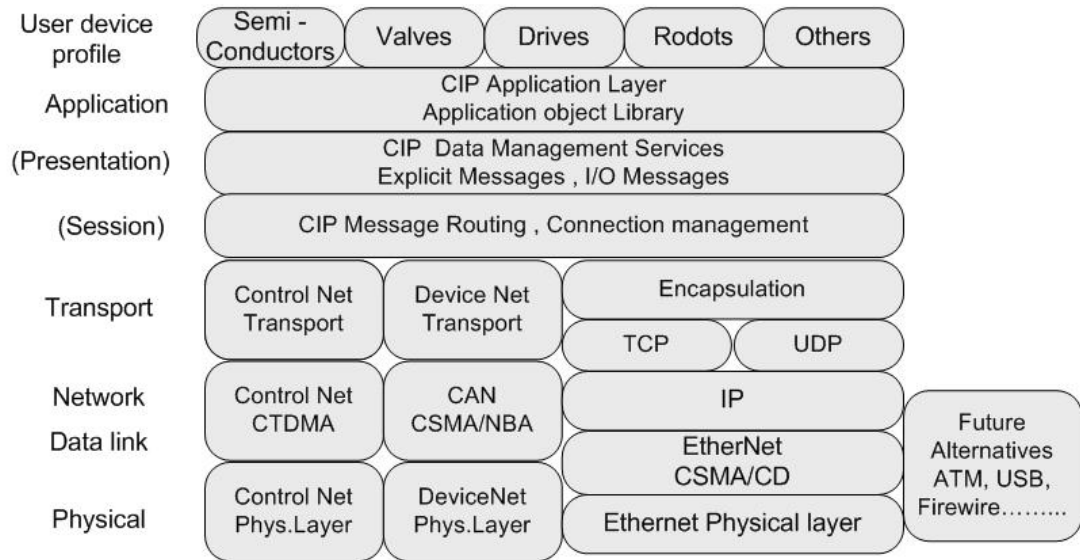 User device
profile
Semi -
Conductors
Valves
Drives
Rodots
Others
Application
CIP Application Layer
Application object Library
(Presentation)
CIP  Data Management Services
Explicit Messages , I/O Messages
(Session)
CIP Message Routing , Connection management
Transport
Control Net
Transport
Device Net
Transport
Encapsulation
TCP
UDP
Network
Data link
Control Net
CTDMA
CAN
CSMA/NBA
IP
EtherNet
CSMA/CD
Physical
Control Net
Phys.Layer
DeviceNet
Phys.Layer
Ethernet Physical layer
Future
Alternatives
ATM, USB,
Firewire……...